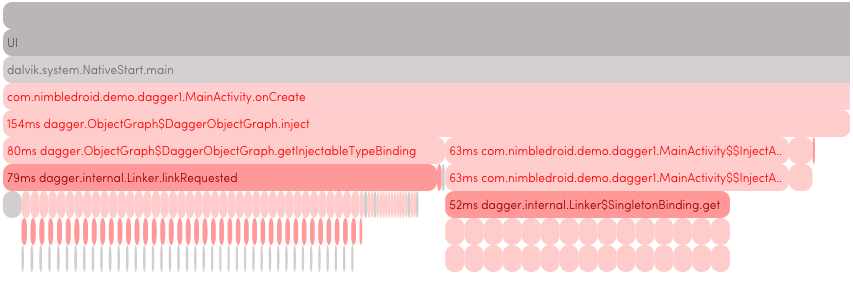 UI
dalvik.system.NativeStart.main
com.nimbledroid.demo.dagger1.MainActivity.onCreate
154ms dagger.ObjectGraph$DaggerObjectGraph.inject
80ms dagger.ObjectGraph$DaggerObjectGraph.getInjectableTypeBinding
63ms com.nimbledroid.demo.dagger1.MainActivity$$InjectA..
79ms dagger.internal.Linker.linkRequested
63ms com.nimbledroid.demo.dagger1.MainActivity$$InjectA..
52ms dagger.internal.Linker$SingletonBinding.get